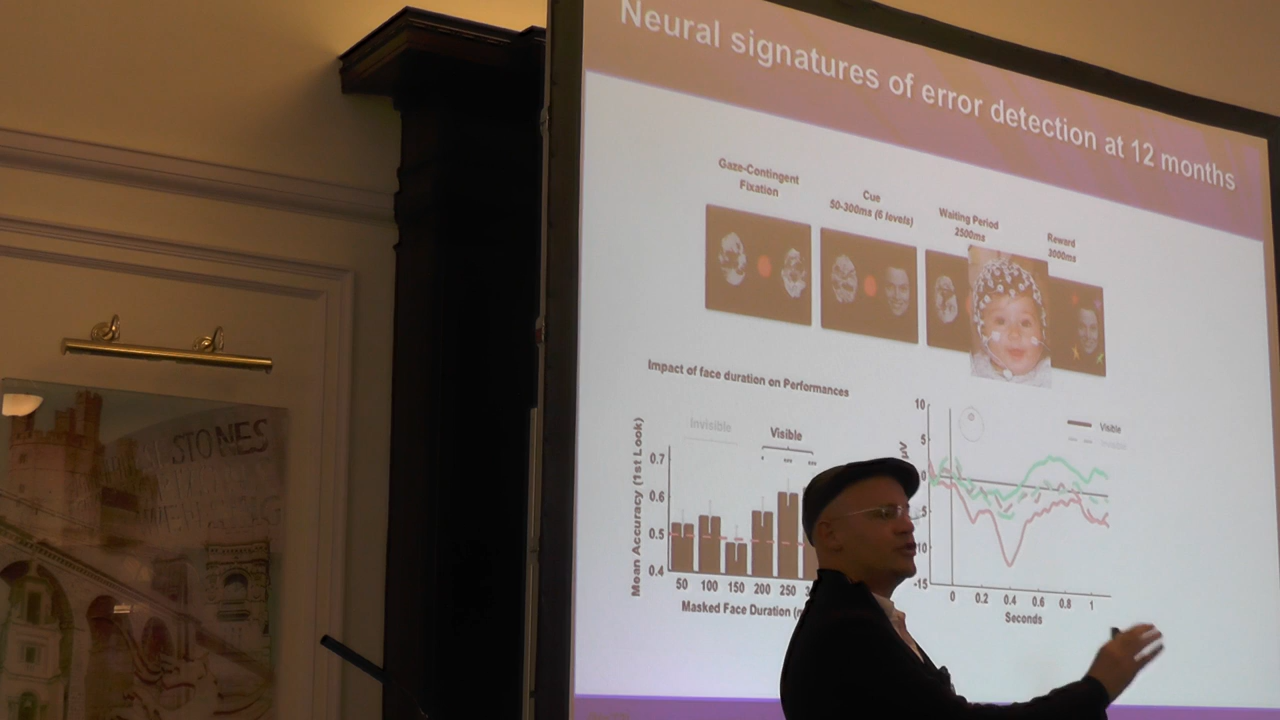 Neural signatures of error detection at 12 months
Gaze-Contingent
Fixation
Cue
50-300ms (6 levels)
Waiting Period
2500ms
Reward
3000ms
Impact of face duration on Performances
Invisible
Visible
*
***
***
Mean Accuracy (1st Look)
0.7
0.6
0.5
0.4
50 100 150 200 250
Masked Face Duration
µV
10
5
0
-5
-10
-15
0 0.2 0.4 0.6 0.8 1
Seconds
Visible
Invisible
STONES